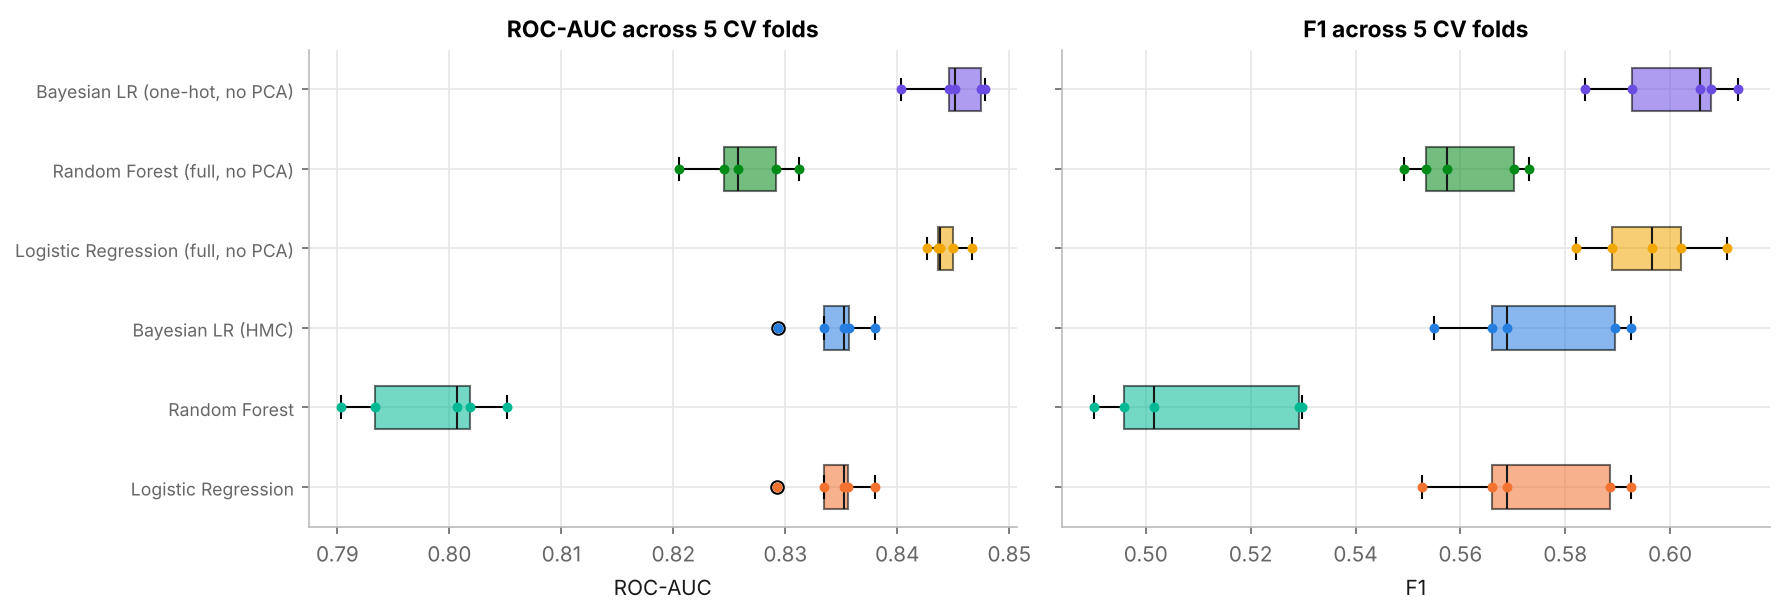 ROC-AUC across 5 CV folds
Bayesian LR (one-hot, no PCA)
Random Forest (full, no PCA)
Logistic Regression (full, no PCA)
Bayesian LR (HMC)
Random Forest
Logistic Regression
0.79 0.80 0.81 0.82 0.83 0.84 0.85
ROC-AUC
F1 across 5 CV folds
0.50 0.52 0.54 0.56 0.58 0.60
F1